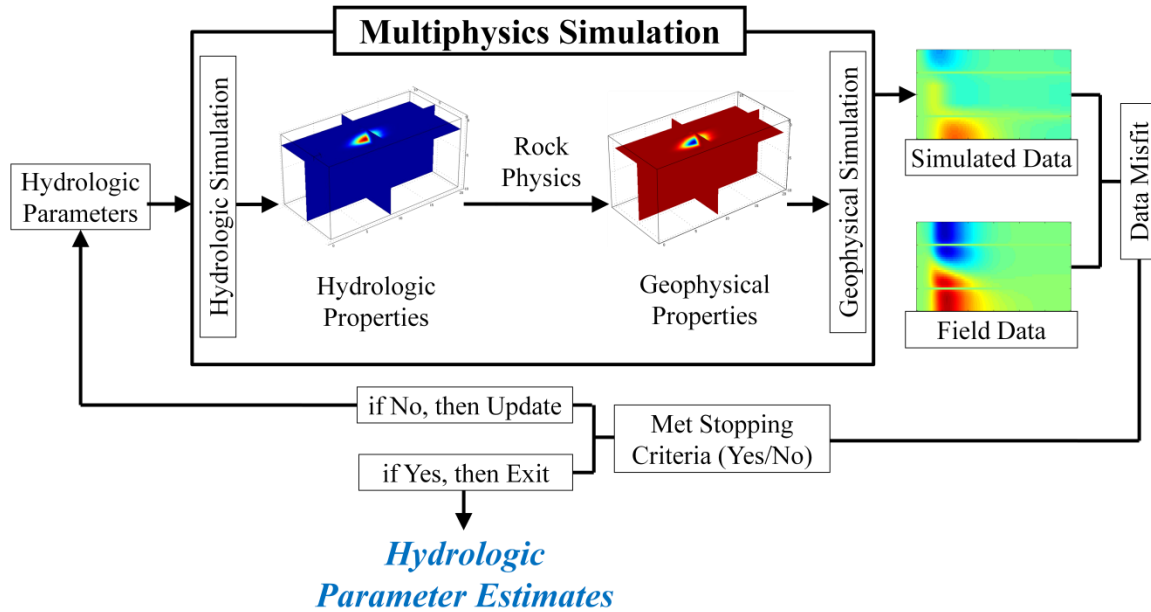 Multiphysics Simulation
Hydrologic
Parameters
Hydrologic Simulation
Hydrologic
Properties
Rock
Physics
Geophysical
Properties
Geophysical Simulation
Simulated Data
Field Data
Data Misfit
Met Stopping
Criteria (Yes/No)
if No, then Update
if Yes, then Exit
Hydrologic
Parameter Estimates